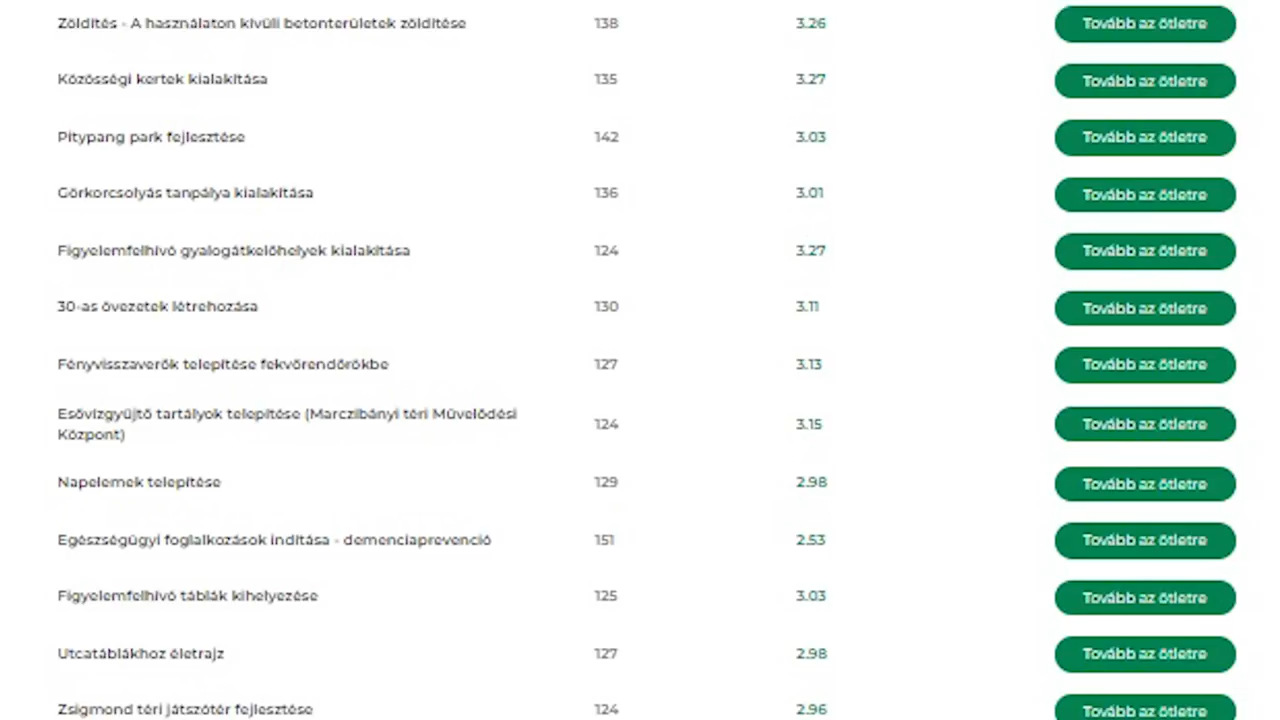 Zöldítés - A használaton kívüli betonterületek zöldítése 138 3.26 Tovább az ötletre
Közösségi kertek kialakítása 135 3.27 Tovább az ötletre
Pitypang park fejlesztése 142 3.03 Tovább az ötletre
Görkorcsolyás tanpálya kialakítása 136 3.01 Tovább az ötletre
Figyelemfelhívó gyalogátkelőhelyek kialakítása 124 3.27 Tovább az ötletre
30-as övezetek létrehozása 130 3.11 Tovább az ötletre
Fényvisszaverők telepítése fekvőrendőrökbe 127 3.13 Tovább az ötletre
Esővízgyűjtő tartályok telepítése (Marczibányi téri Művelődési
Központ) 124 3.15 Tovább az ötletre
Napelemek telepítése 129 2.98 Tovább az ötletre
Egészségügyi foglalkozások indítása - demenciaprevenció 151 2.53 Tovább az ötletre
Figyelemfelhívó táblák kihelyezése 125 3.03 Tovább az ötletre
Utcatáblákhoz életrajz 127 2.98 Tovább az ötletre
Zsigmond téri játszótér fejlesztése 124 2.96 Tovább az ötletre